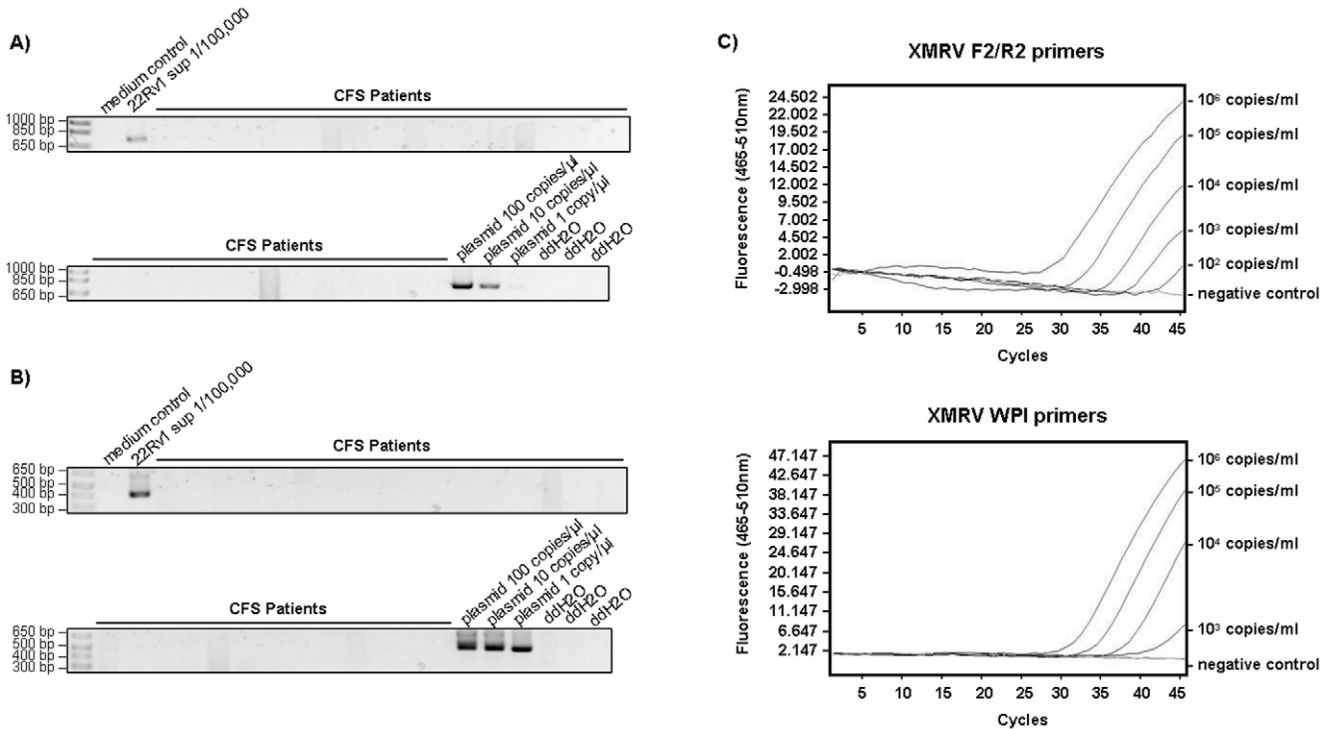 A)
medium control
22Rv1 sup 1/100,000
CFS Patients
1000 bp
850 bp
650 bp
CFS Patients
plasmid 100 copies/µl
plasmid 10 copies/µl
plasmid 1 copy/µl
ddH2O
ddH2O
ddH2O
1000 bp
850 bp
650 bp
B)
medium control
22Rv1 sup 1/100,000
CFS Patients
650 bp
500 bp
400 bp
300 bp
CFS Patients
plasmid 100 copies/µl
plasmid 10 copies/µl
plasmid 1 copy/µl
ddH2O
ddH2O
ddH2O
650 bp
500 bp
400 bp
300 bp
C)
XMRV F2/R2 primers
Fluorescence (465-510nm)
24.502
22.002
19.502
17.002
14.502
12.002
9.502
7.002
4.502
2.002
-0.498
-2.998
5 10 15 20 25 30 35 40 45
Cycles
10⁶ copies/ml
10⁵ copies/ml
10⁴ copies/ml
10³ copies/ml
10² copies/ml
negative control
XMRV WPI primers
Fluorescence (465-510nm)
47.147
42.647
38.147
33.647
29.147
24.647
20.147
15.647
11.147
6.647
2.147
5 10 15 20 25 30 35 40 45
Cycles
10⁶ copies/ml
10⁵ copies/ml
10⁴ copies/ml
10³ copies/ml
negative control